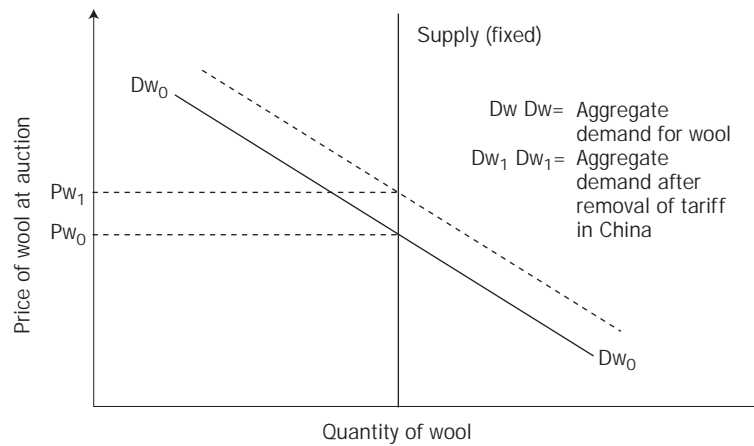 Supply (fixed)
Dw₀
Dw Dw= Aggregate
demand for wool
Dw₁ Dw₁= Aggregate
demand after
removal of tariff
in China
Price of wool at auction
Pw₁
Pw₀
Dw₀
Quantity of wool